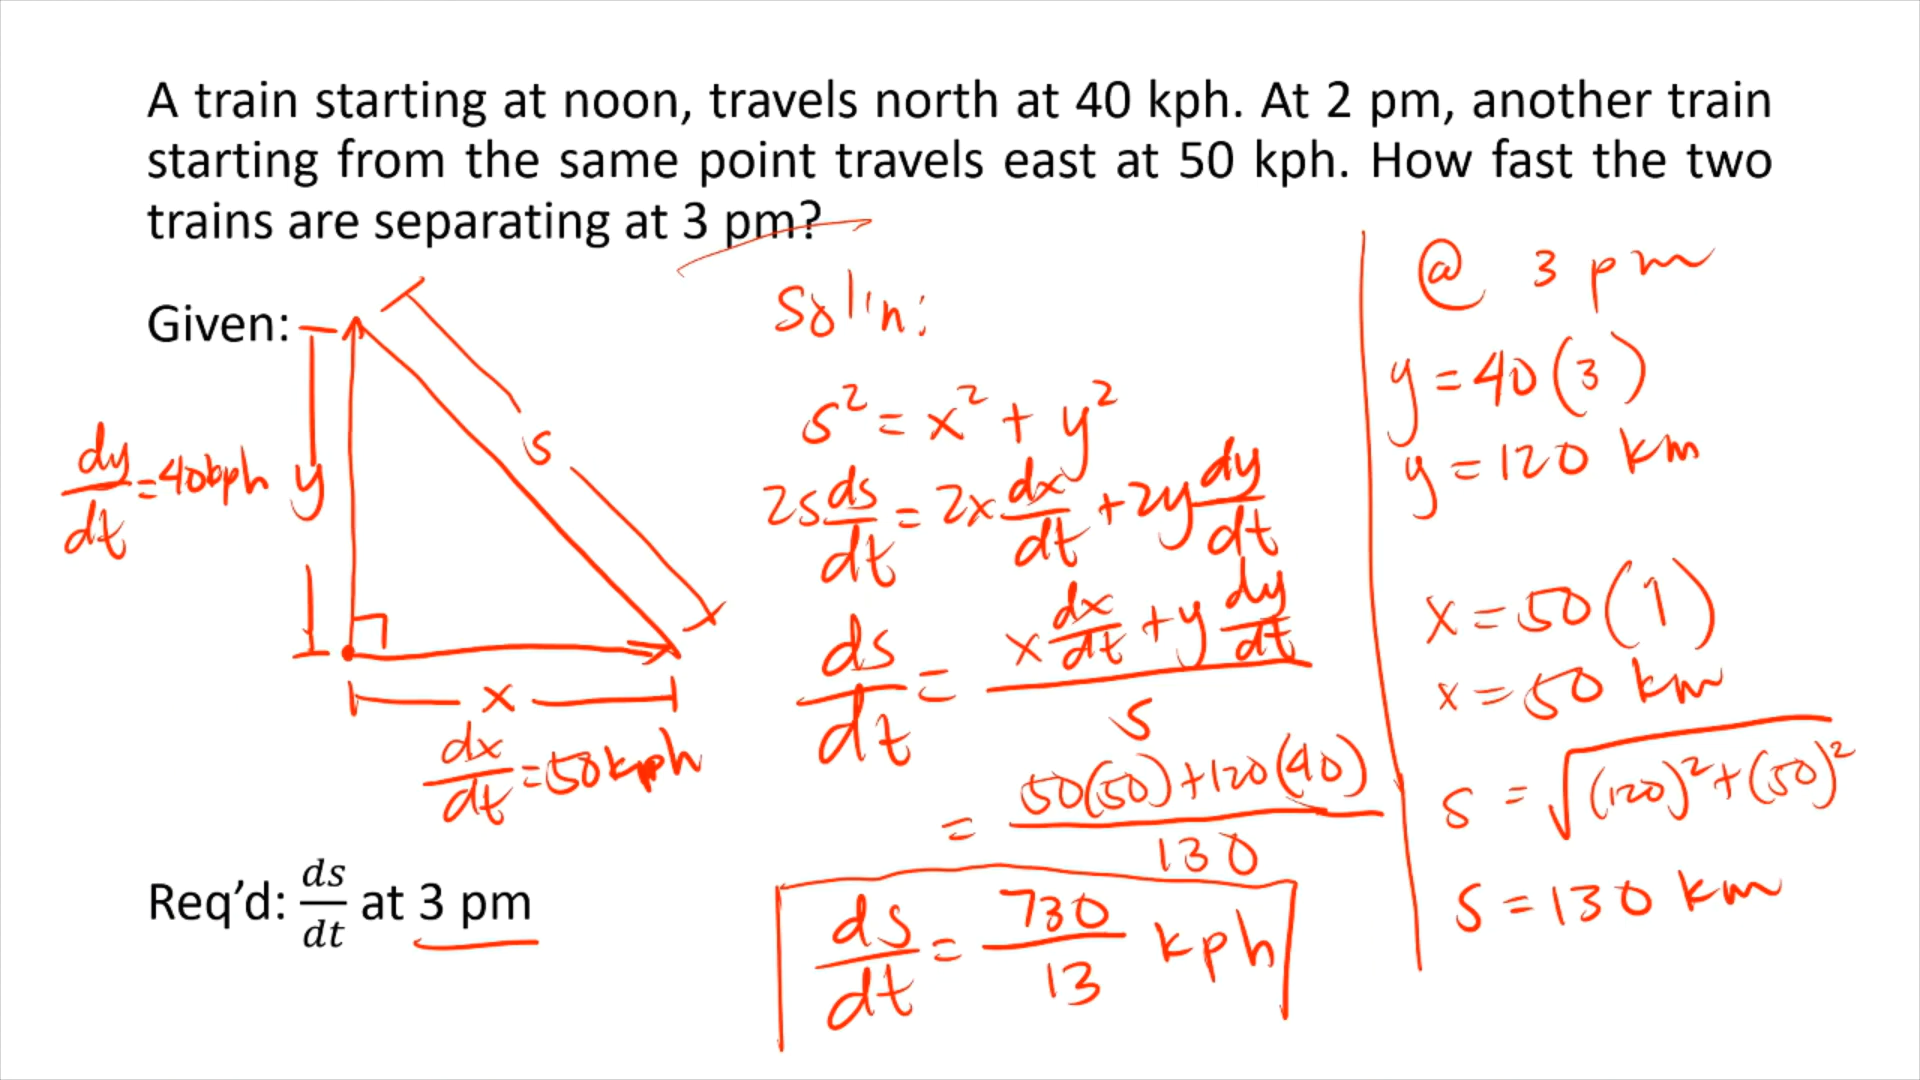 A train starting at noon, travels north at 40 kph. At 2 pm, another train
starting from the same point travels east at 50 kph. How fast the two
trains are separating at 3 pm?
Given:
dy/dt = 40 kph
y
s
x
dx/dt = 50 kph
Req'd: ds/dt at 3 pm
Sol'n:
s² = x² + y²
2s ds/dt = 2x dx/dt + 2y dy/dt
ds/dt = (x dx/dt + y dy/dt) / s
= (50(50) + 120(40)) / 130
ds/dt = 730/13 kph
@ 3 pm
y = 40(3)
y = 120 km
x = 50(1)
x = 50 km
s = √((120)² + (50)²)
s = 130 km